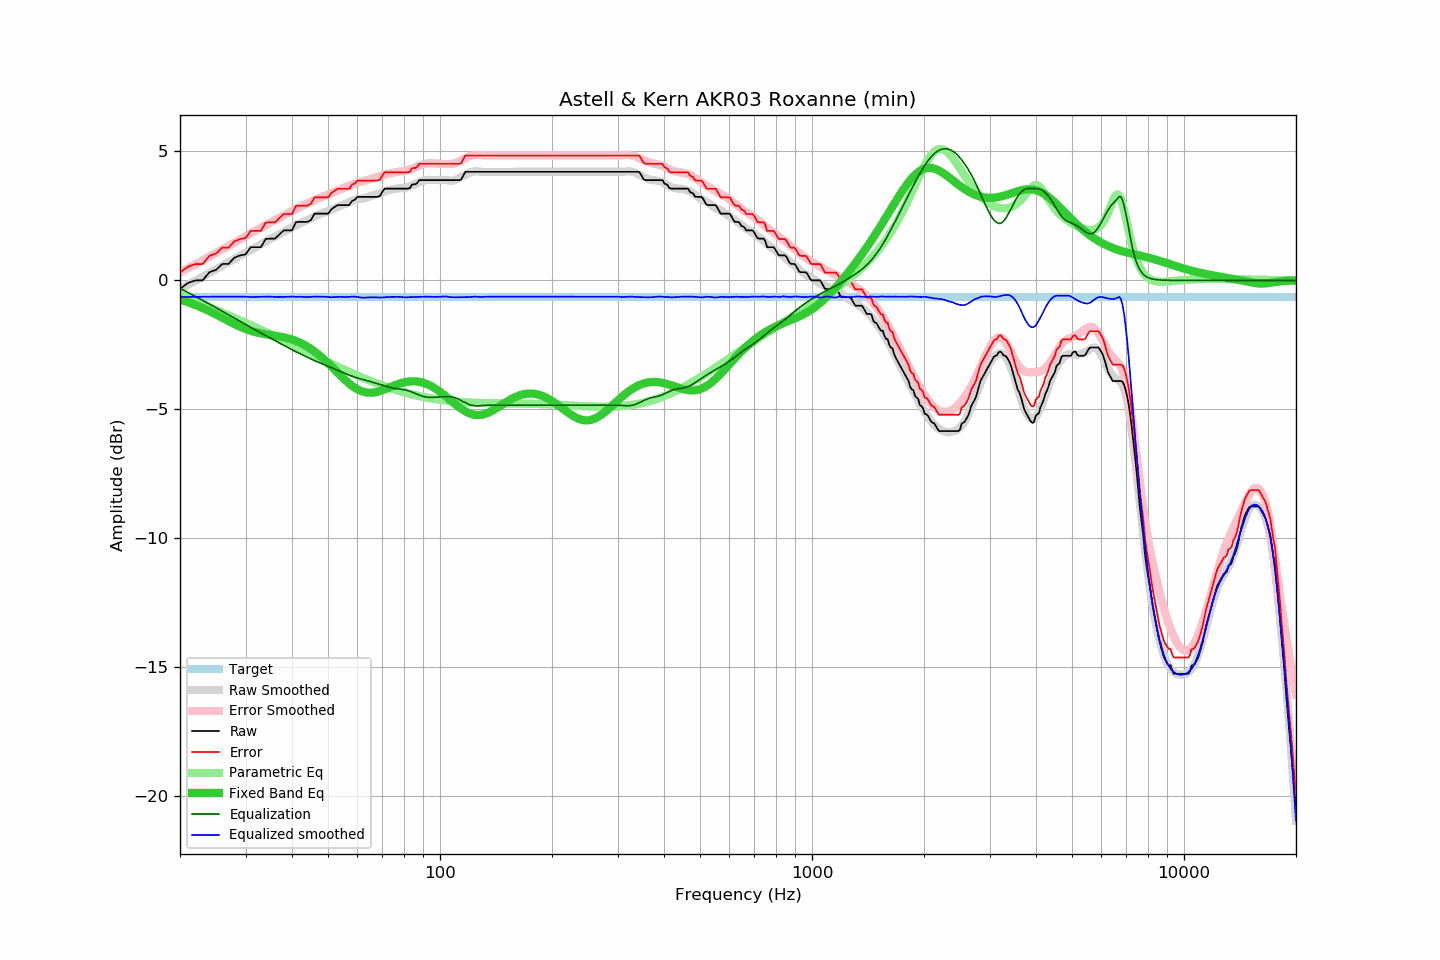 Astell & Kern AKR03 Roxanne (min)
5
0
−5
−10
−15
−20
Amplitude (dBr)
Target
Raw Smoothed
Error Smoothed
Raw
Error
Parametric Eq
Fixed Band Eq
Equalization
Equalized smoothed
100
1000
10000
Frequency (Hz)